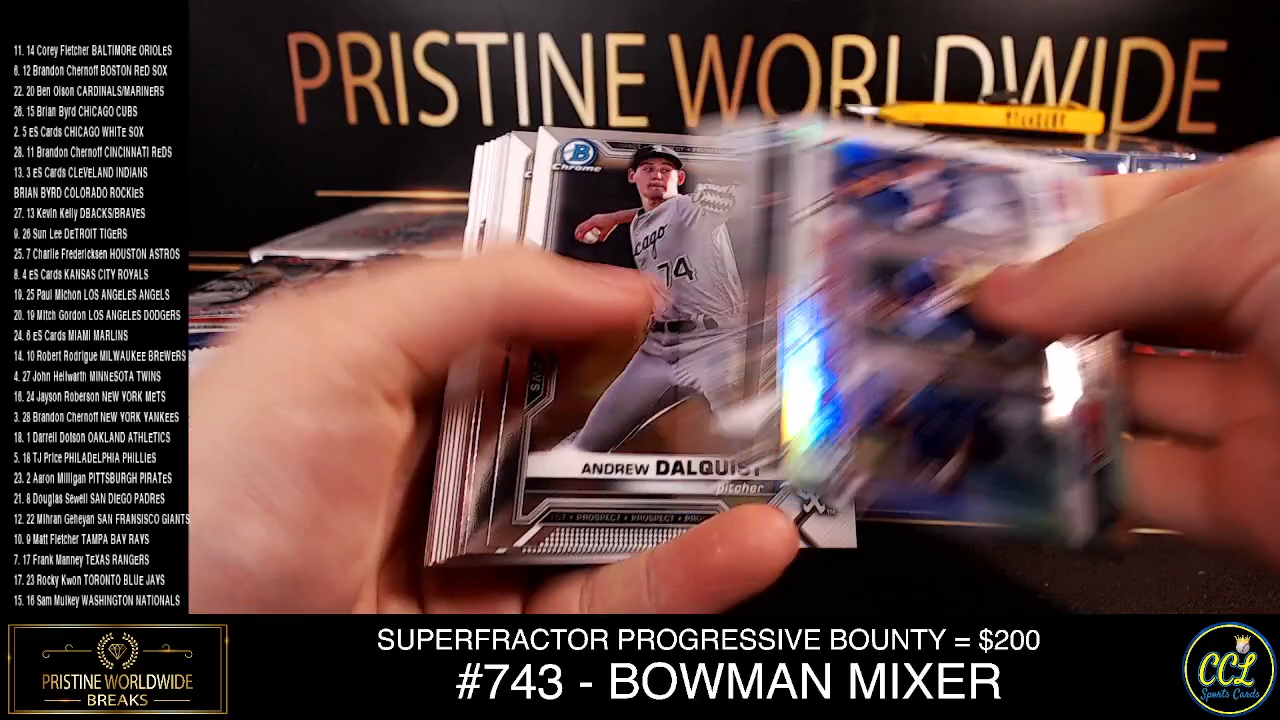 PRISTINE WORLDWIDE
11. 14 Corey Fletcher BALTIMORE ORIOLES
6. 12 Brandon Chernoff BOSTON RED SOX
22. 20 Ben Olson CARDINALS/MARINERS
26. 15 Brian Byrd CHICAGO CUBS
2. 5 eS Cards CHICAGO WHITE SOX
28. 11 Brandon Chernoff CINCINNATI REDS
13. 3 eS Cards CLEVELAND INDIANS
BRIAN BYRD COLORADO ROCKIES
27. 13 Kevin Kelly DBACKS/BRAVES
9. 26 Sun Lee DETROIT TIGERS
25. 7 Charlie Fredericksen HOUSTON ASTROS
8. 4 eS Cards KANSAS CITY ROYALS
19. 25 Paul Michon LOS ANGELES ANGELS
20. 19 Mitch Gordon LOS ANGELES DODGERS
24. 6 eS Cards MIAMI MARLINS
14. 10 Robert Rodrigue MILWAUKEE BREWERS
4. 27 John Hellwarth MINNESOTA TWINS
16. 24 Jayson Roberson NEW YORK METS
3. 28 Brandon Chernoff NEW YORK YANKEES
18. 1 Darrell Dotson OAKLAND ATHLETICS
5. 18 TJ Price PHILADELPHIA PHILLIES
23. 2 Aaron Milligan PITTSBURGH PIRATES
21. 8 Douglas Sewell SAN DIEGO PADRES
12. 22 Mihran Geheyan SAN FRANSISCO GIANTS
10. 9 Matt Fletcher TAMPA BAY RAYS
7. 17 Frank Manney TEXAS RANGERS
17. 23 Rocky Kwon TORONTO BLUE JAYS
15. 16 Sam Mulkey WASHINGTON NATIONALS
B
Chrome
74
ANDREW DALQUIST
pitcher
PROSPECT
PRISTINE WORLDWIDE
BREAKS
SUPERFRACTOR PROGRESSIVE BOUNTY = $200
#743 - BOWMAN MIXER
CCL
Sports Cards